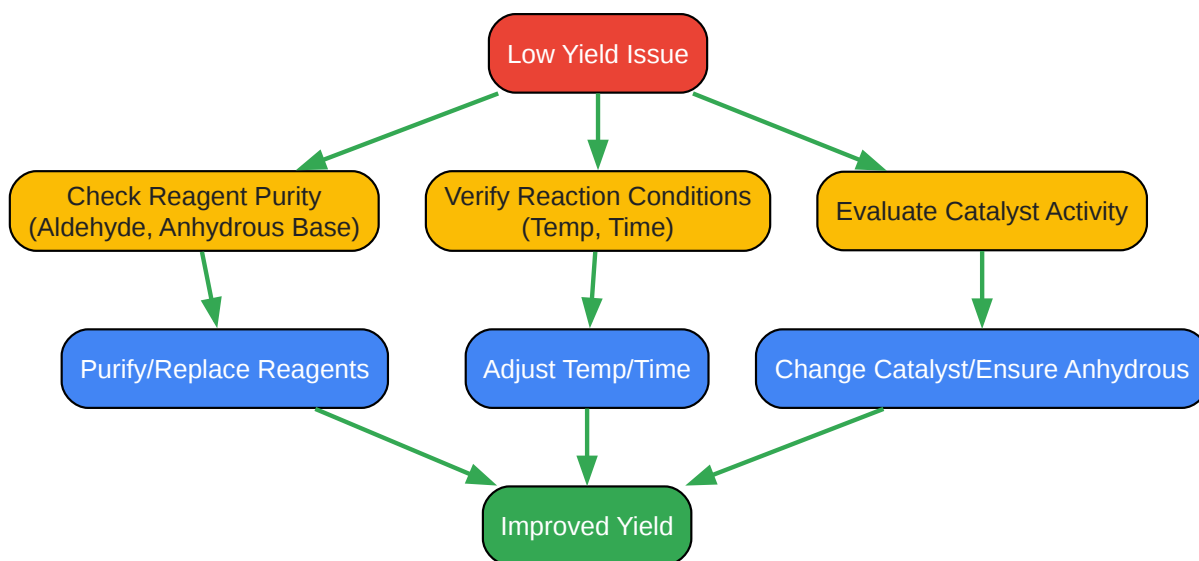 Low Yield Issue
Check Reagent Purity
(Aldehyde, Anhydrous Base)
Verify Reaction Conditions
(Temp, Time)
Evaluate Catalyst Activity
Purify/Replace Reagents
Adjust Temp/Time
Change Catalyst/Ensure Anhydrous
Improved Yield